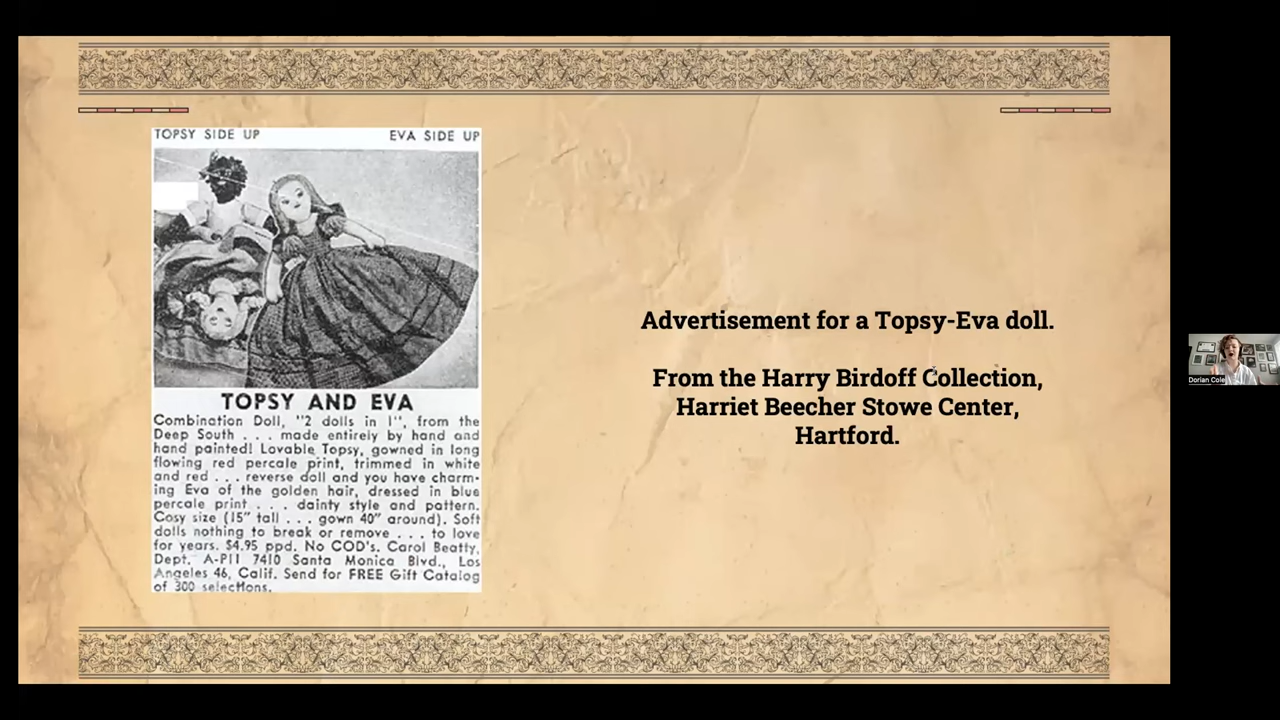 TOPSY SIDE UP EVA SIDE UP
TOPSY AND EVA
Combination Doll, "2 dolls in 1", from the
Deep South . . . made entirely by hand and
hand painted! Lovable Topsy, gowned in long
flowing red percale print, trimmed in white
and red . . . reverse doll and you have charm-
ing Eva of the golden hair, dressed in blue
percale print . . . dainty style and pattern.
Cosy size (15" tall . . . gown 40" around). Soft
dolls nothing to break or remove . . . to love
for years. $4.95 ppd. No COD's. Carol Beatty,
Dept. A-P11 7410 Santa Monica Blvd., Los
Angeles 46, Calif. Send for FREE Gift Catalog
of 300 selections.
Advertisement for a Topsy-Eva doll.
From the Harry Birdoff Collection,
Harriet Beecher Stowe Center,
Hartford.
Dorian Cole